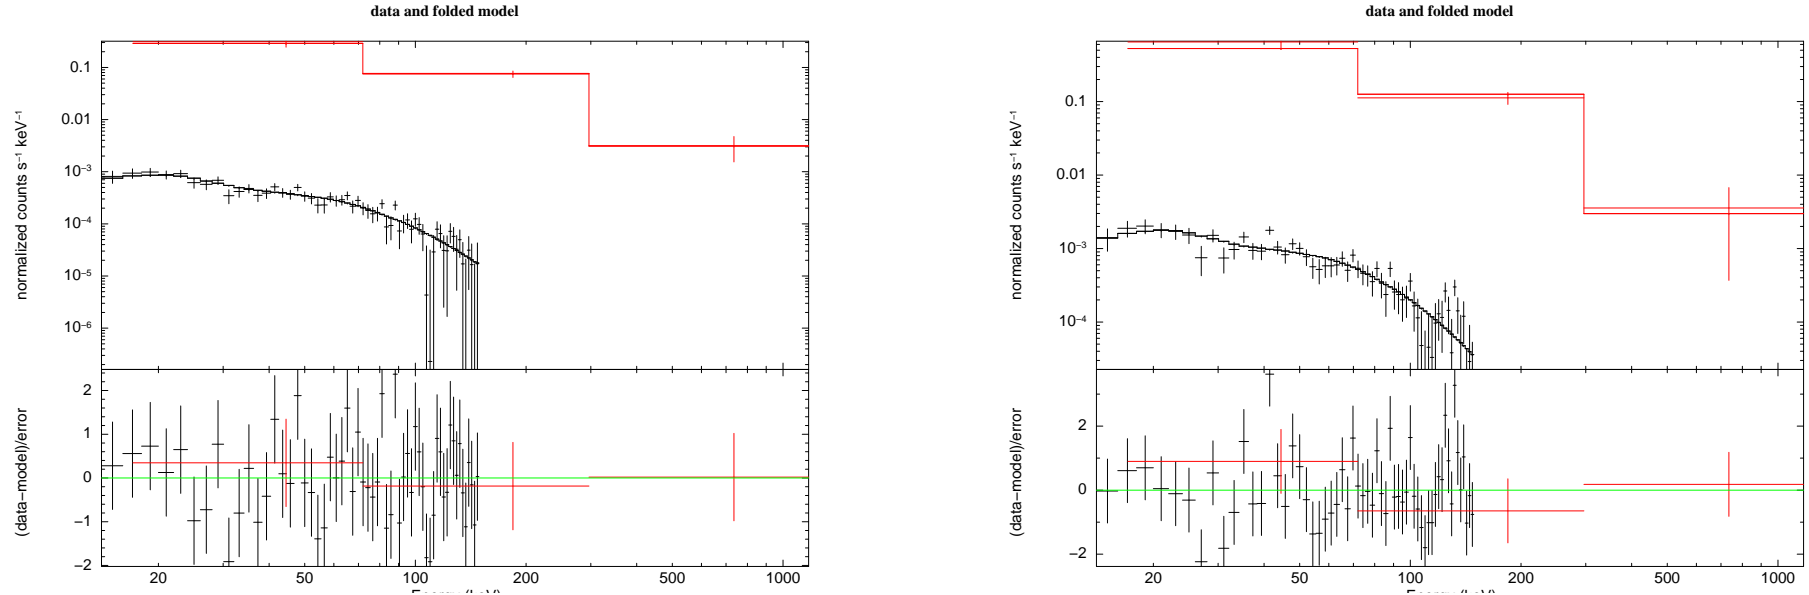 data and folded model
normalized counts s⁻¹ keV⁻¹
0.1
0.01
10⁻³
10⁻⁴
10⁻⁵
10⁻⁶
(data−model)/error
2
1
0
−1
−2
20 50 100 200 500 1000
data and folded model
normalized counts s⁻¹ keV⁻¹
0.1
0.01
10⁻³
10⁻⁴
(data−model)/error
2
0
−2
20 50 100 200 500 1000